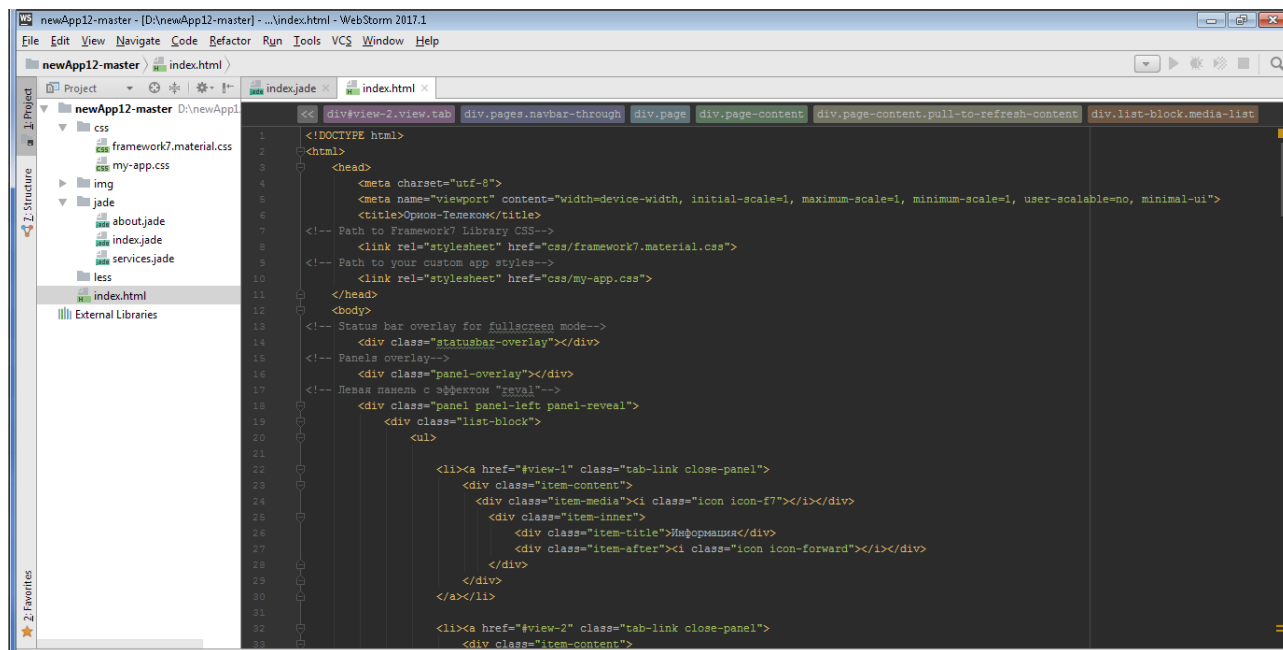 newApp12-master - [D:\newApp12-master] - ...\index.html - WebStorm 2017.1
File Edit View Navigate Code Refactor Run Tools VCS Window Help
newApp12-master index.html
Project index.jade index.html
1: Project
newApp12-master D:\newApp1
<< div#view-2.view.tab div.pages.navbar-through div.page div.page-content div.page-content.pull-to-refresh-content div.list-block.media-list
css
framework7.material.css
my-app.css
img
jade
about.jade
index.jade
services.jade
less
index.html
External Libraries
7: Structure
2: Favorites
1 <!DOCTYPE html>
2 <html>
3 <head>
4 <meta charset="utf-8">
5 <meta name="viewport" content="width=device-width, initial-scale=1, maximum-scale=1, minimum-scale=1, user-scalable=no, minimal-ui">
6 <title>Орион-Телеком</title>
7 <!-- Path to Framework7 Library CSS-->
8 <link rel="stylesheet" href="css/framework7.material.css">
9 <!-- Path to your custom app styles-->
10 <link rel="stylesheet" href="css/my-app.css">
11 </head>
12 <body>
13 <!-- Status bar overlay for fullscreen mode-->
14 <div class="statusbar-overlay"></div>
15 <!-- Panels overlay-->
16 <div class="panel-overlay"></div>
17 <!-- Левая панель с эффектом "reval"-->
18 <div class="panel panel-left panel-reveal">
19 <div class="list-block">
20 <ul>
21
22 <li><a href="#view-1" class="tab-link close-panel">
23 <div class="item-content">
24 <div class="item-media"><i class="icon icon-f7"></i></div>
25 <div class="item-inner">
26 <div class="item-title">Информация</div>
27 <div class="item-after"><i class="icon icon-forward"></i></div>
28 </div>
29 </div>
30 </a></li>
31
32 <li><a href="#view-2" class="tab-link close-panel">
33 <div class="item-content">